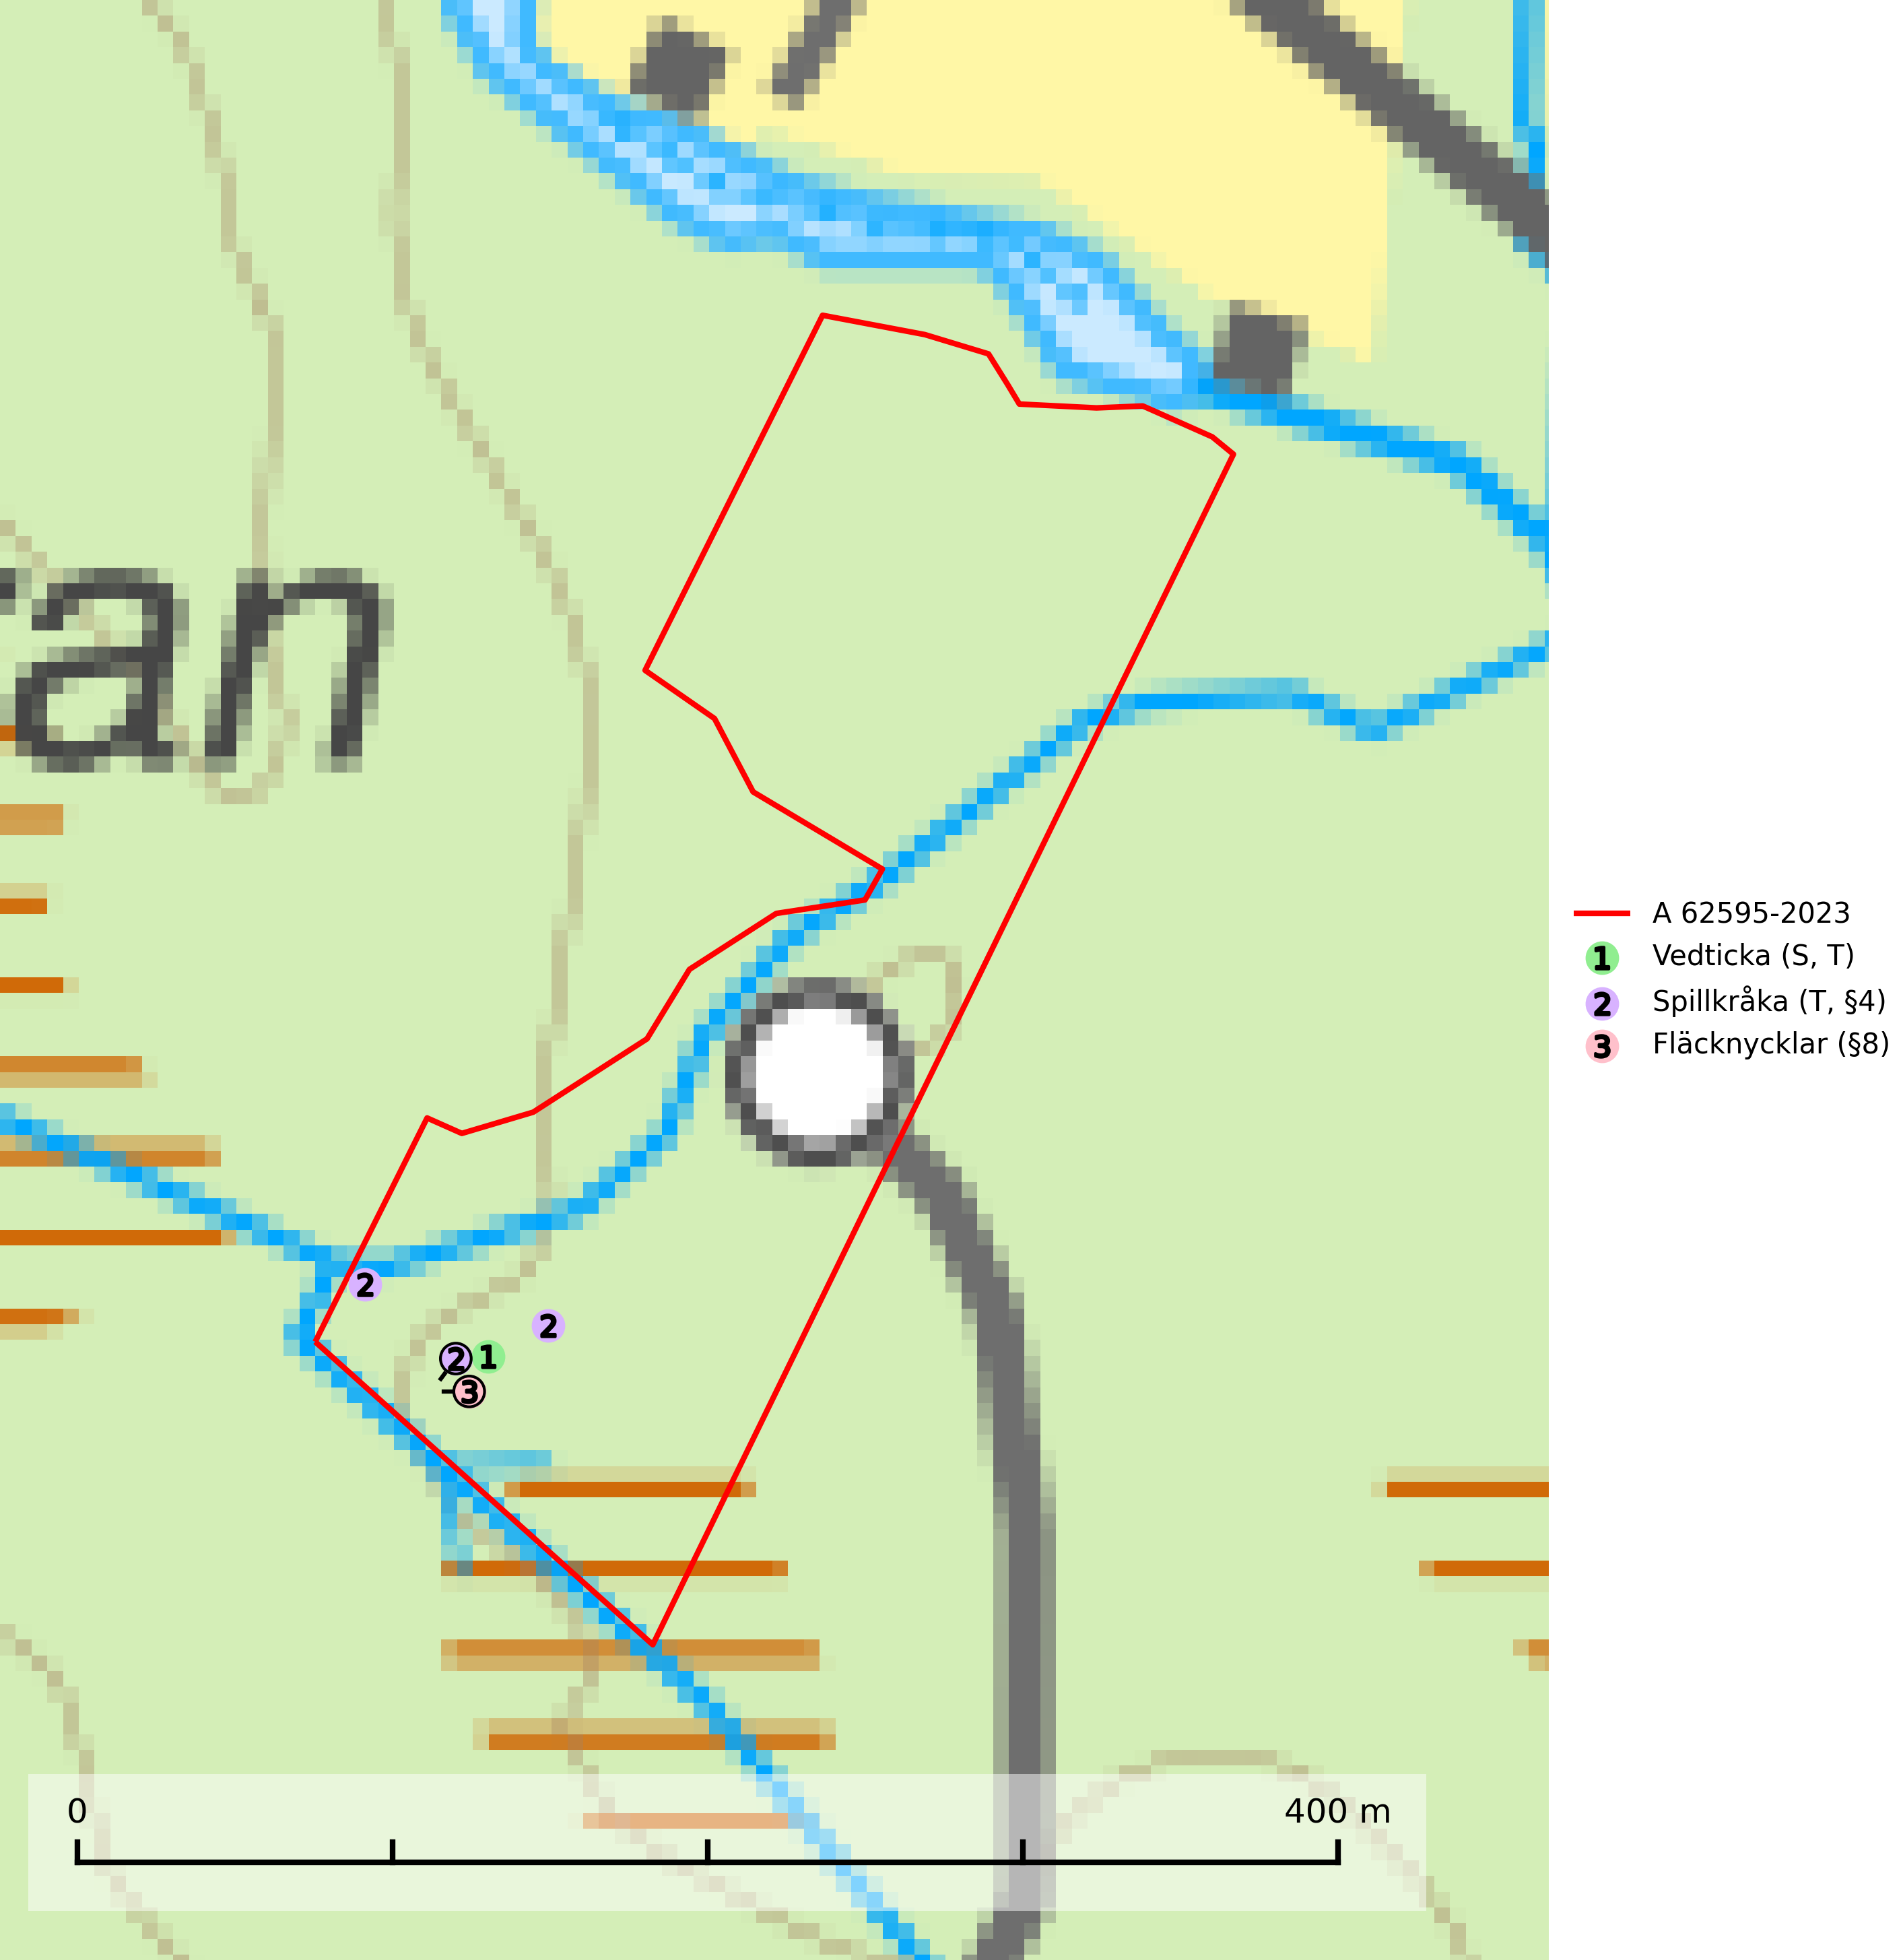 an
A 62595-2023
1 Vedticka (S, T)
2 Spillkråka (T, §4)
3 Fläcknycklar (§8)
2
2
2 1
3
0 400 m